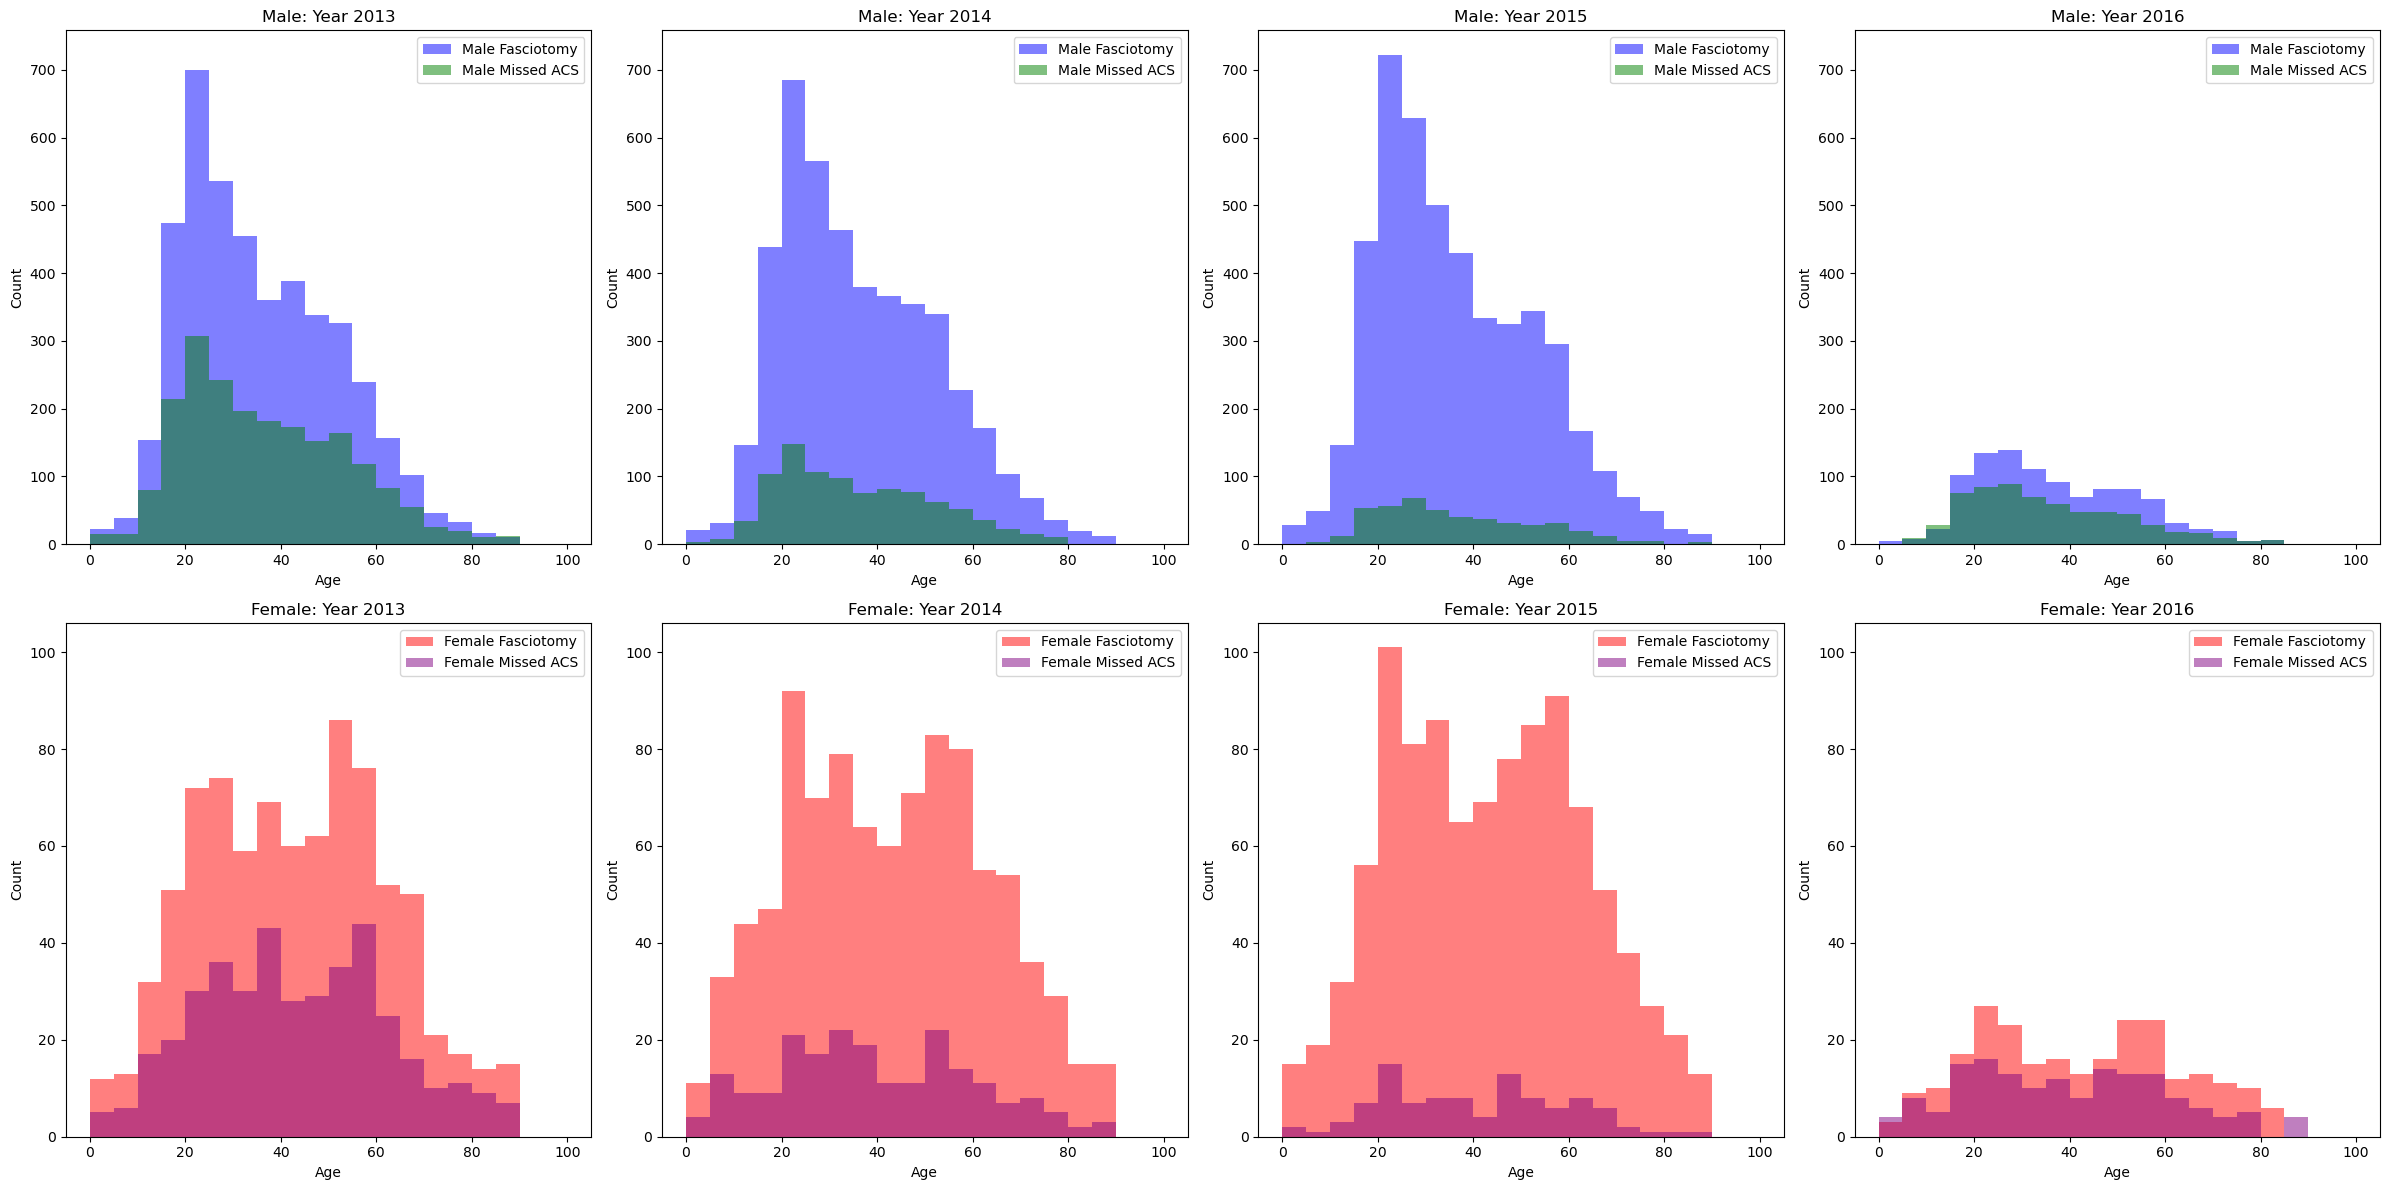 Male: Year 2013
Male Fasciotomy
Male Missed ACS
700
600
500
400
300
200
100
0
Count
0 20 40 60 80 100
Age
Male: Year 2014
Male Fasciotomy
Male Missed ACS
700
600
500
400
300
200
100
0
Count
0 20 40 60 80 100
Age
Male: Year 2015
Male Fasciotomy
Male Missed ACS
700
600
500
400
300
200
100
0
Count
0 20 40 60 80 100
Age
Male: Year 2016
Male Fasciotomy
Male Missed ACS
700
600
500
400
300
200
100
0
Count
0 20 40 60 80 100
Age
Female: Year 2013
Female Fasciotomy
Female Missed ACS
100
80
60
40
20
0
Count
0 20 40 60 80 100
Age
Female: Year 2014
Female Fasciotomy
Female Missed ACS
100
80
60
40
20
0
Count
0 20 40 60 80 100
Age
Female: Year 2015
Female Fasciotomy
Female Missed ACS
100
80
60
40
20
0
Count
0 20 40 60 80 100
Age
Female: Year 2016
Female Fasciotomy
Female Missed ACS
100
80
60
40
20
0
Count
0 20 40 60 80 100
Age